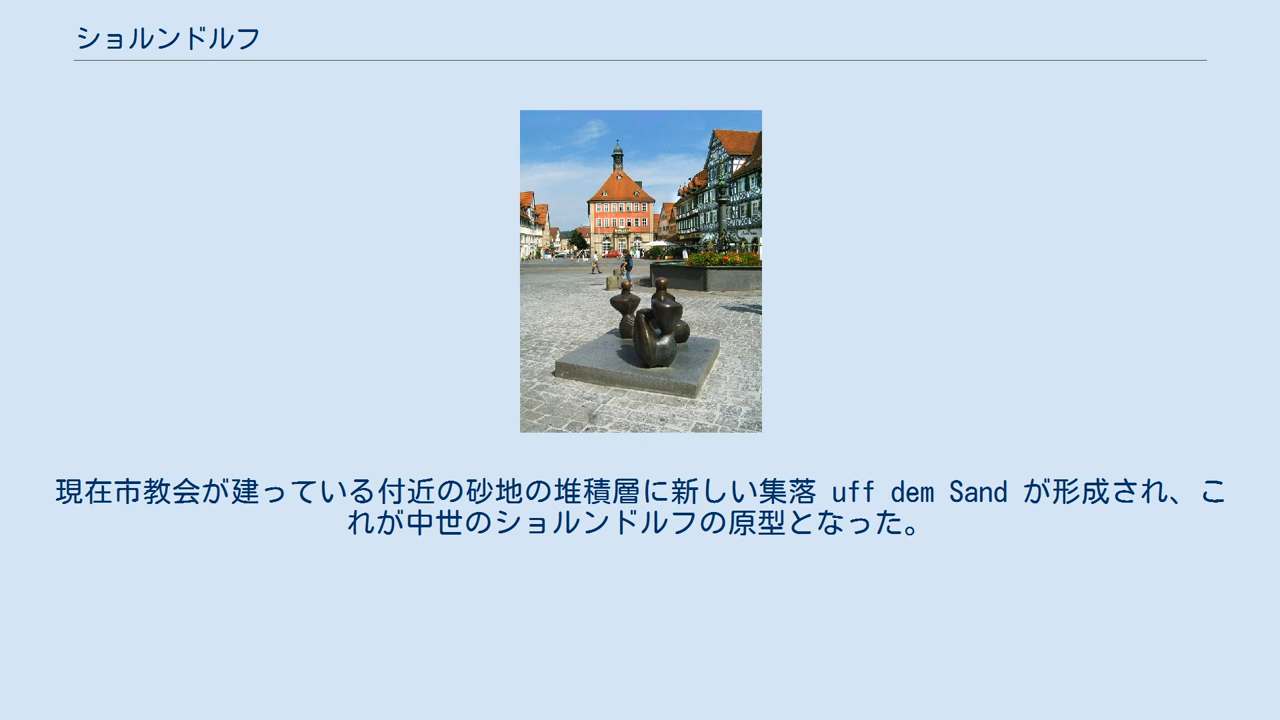 ショルンドルフ
現在市教会が建っている付近の砂地の堆積層に新しい集落 uff dem Sand が形成され、こ
れが中世のショルンドルフの原型となった。